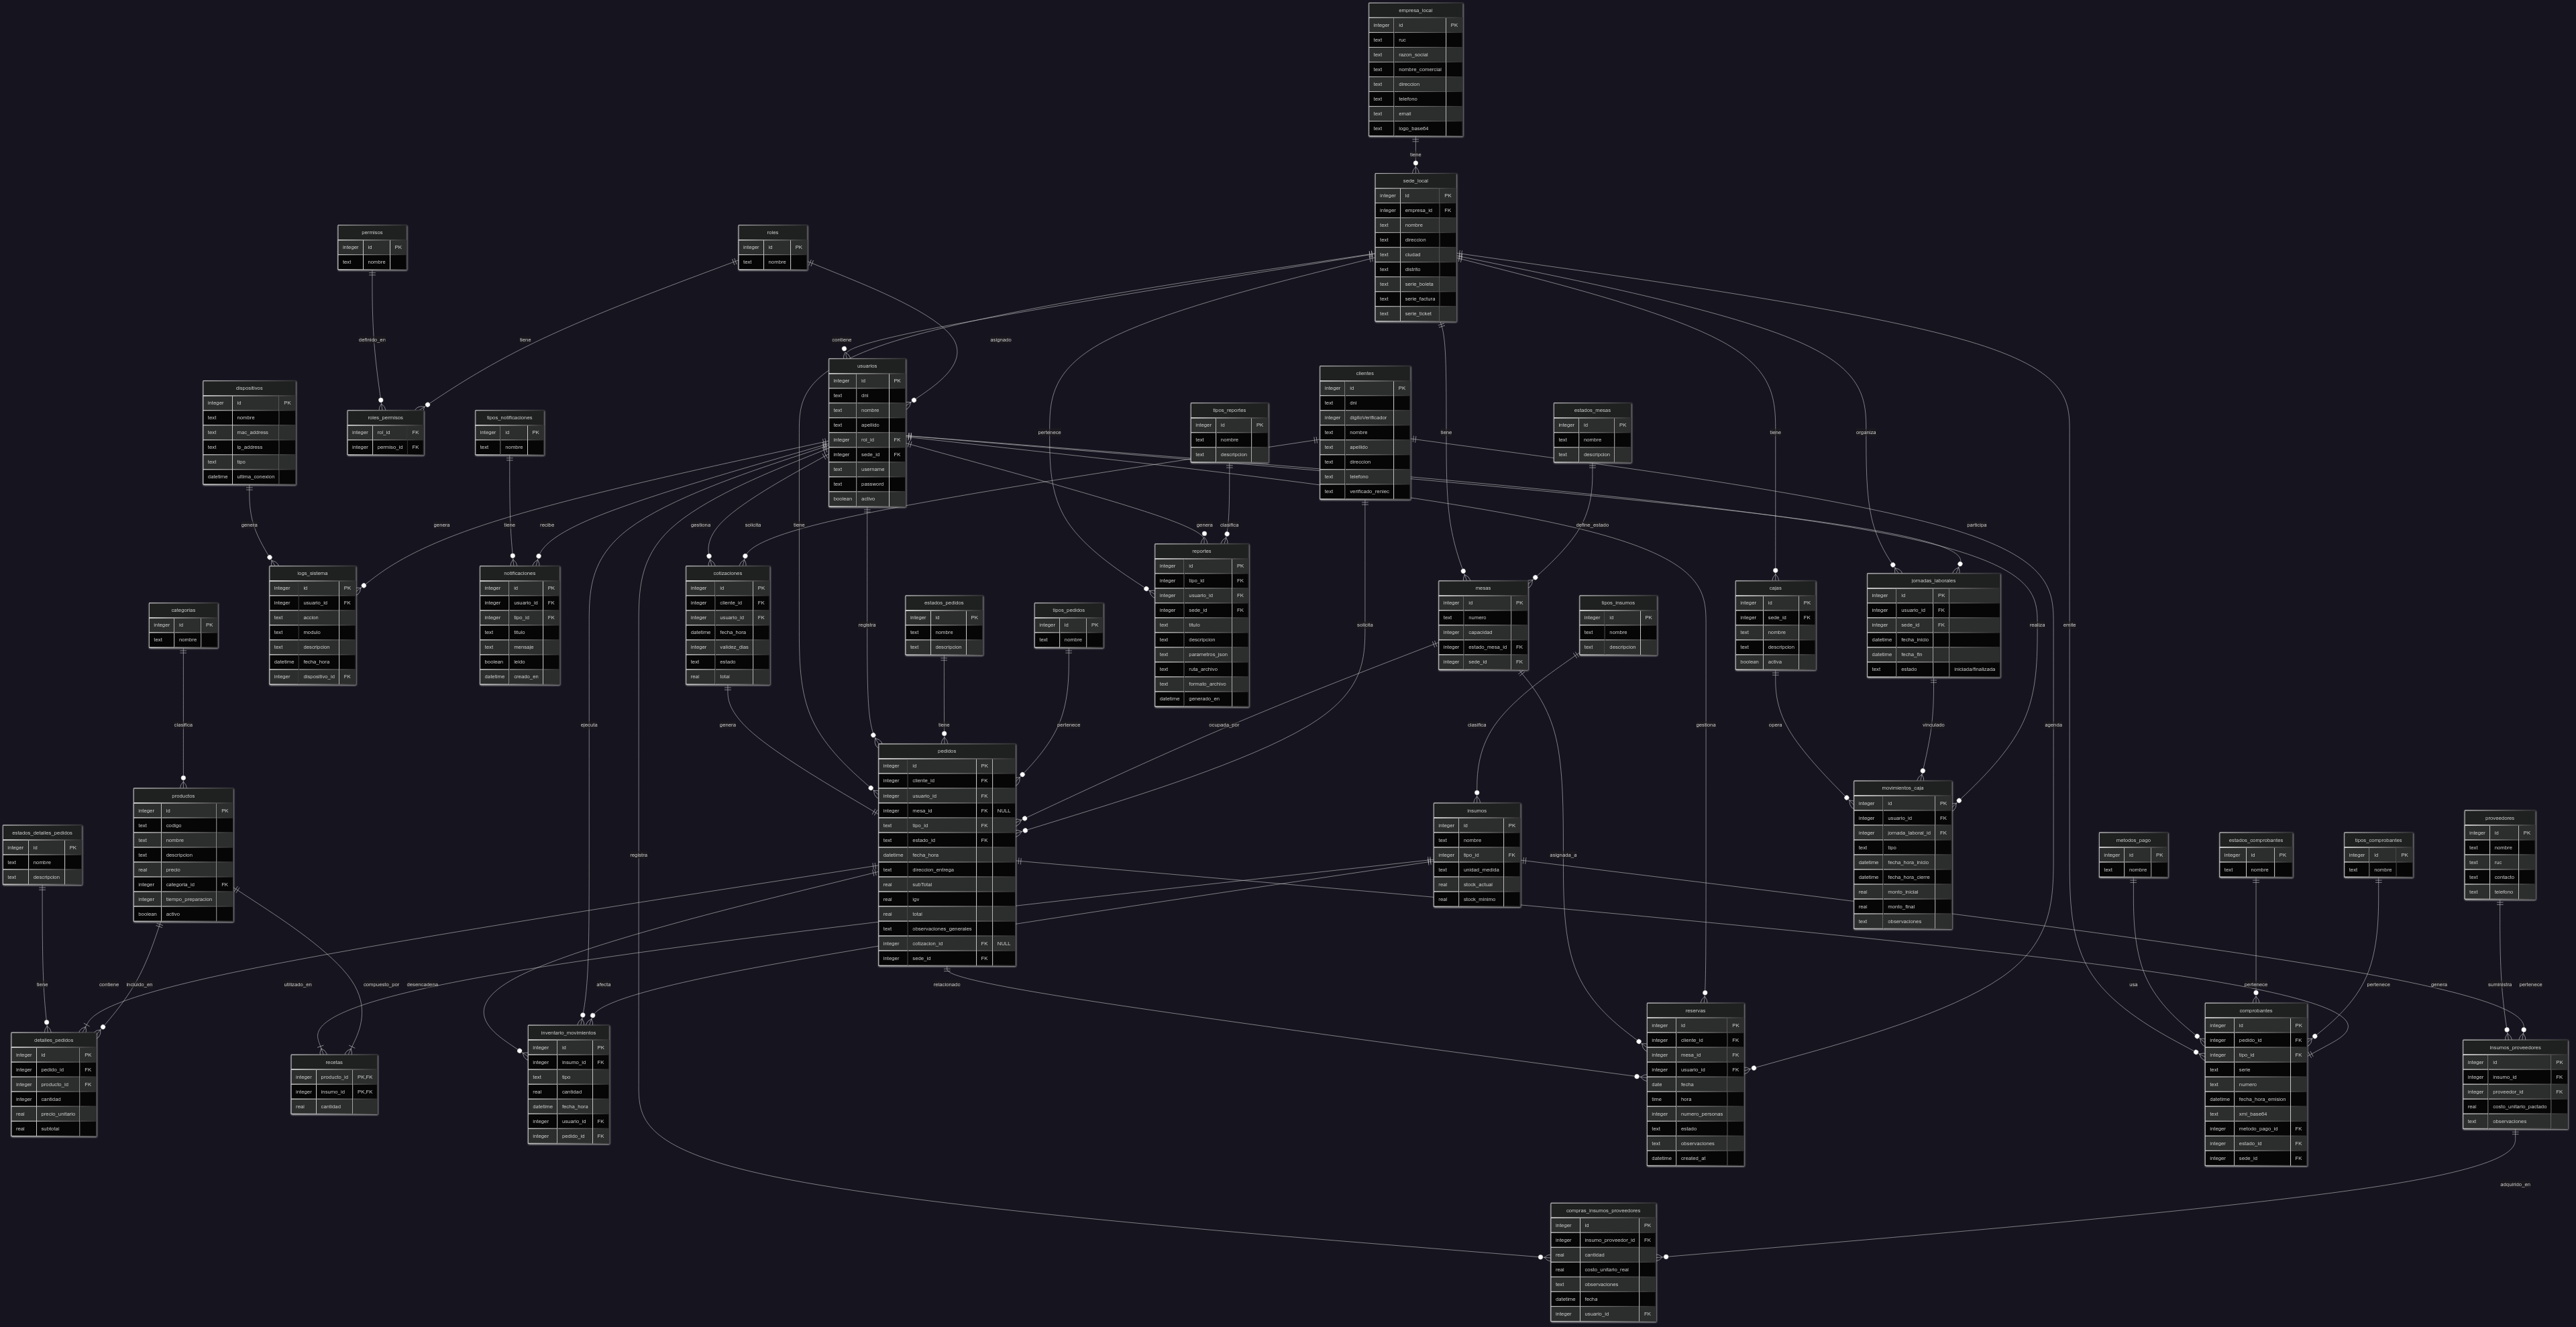 empresa_local
integer id PK
text ruc
text razon_social
text nombre_comercial
text direccion
text telefono
text email
text logo_base64
tiene
sede_local
integer id PK
integer empresa_id FK
text nombre
text direccion
text ciudad
text distrito
text serie_boleta
text serie_factura
text serie_ticket
permisos
integer id PK
text nombre
roles
integer id PK
text nombre
definido_en
tiene
contiene
asignado
usuarios
integer id PK
text dni
text nombre
text apellido
integer rol_id FK
integer sede_id FK
text username
text password
boolean activo
clientes
integer id PK
text dni
integer digitoVerificador
text nombre
text apellido
text direccion
text telefono
text verificado_reniec
dispositivos
integer id PK
text nombre
text mac_address
text ip_address
text tipo
datetime ultima_conexion
roles_permisos
integer rol_id FK
integer permiso_id FK
tipos_notificaciones
integer id PK
text nombre
tipos_reportes
integer id PK
text nombre
text descripcion
estados_mesas
integer id PK
text nombre
text descripcion
pertenece
tiene
tiene
organiza
genera
genera
tiene
recibe
gestiona
solicita
tiene
genera
clasifica
define_estado
participa
logs_sistema
integer id PK
integer usuario_id FK
text accion
text modulo
text descripcion
datetime fecha_hora
integer dispositivo_id FK
notificaciones
integer id PK
integer usuario_id FK
integer tipo_id FK
text titulo
text mensaje
boolean leido
datetime creado_en
cotizaciones
integer id PK
integer cliente_id FK
integer usuario_id FK
datetime fecha_hora
integer validez_dias
text estado
real total
reportes
integer id PK
integer tipo_id FK
integer usuario_id FK
integer sede_id FK
text titulo
text descripcion
text parametros_json
text ruta_archivo
text formato_archivo
datetime generado_en
mesas
integer id PK
text numero
integer capacidad
integer estado_mesa_id FK
integer sede_id FK
cajas
integer id PK
integer sede_id FK
text nombre
text descripcion
boolean activa
jornadas_laborales
integer id PK
integer usuario_id FK
integer sede_id FK
datetime fecha_inicio
datetime fecha_fin
text estado iniciada/finalizada
categorias
integer id PK
text nombre
estados_pedidos
integer id PK
text nombre
text descripcion
tipos_pedidos
integer id PK
text nombre
tipos_insumos
integer id PK
text nombre
text descripcion
registra
solicita
realiza
emite
clasifica
ejecuta
genera
tiene
pertenece
ocupada_por
clasifica
gestiona
opera
vinculado
agenda
pedidos
integer id PK
integer cliente_id FK
integer usuario_id FK
integer mesa_id FK NULL
text tipo_id FK
text estado_id FK
datetime fecha_hora
text direccion_entrega
real subTotal
real igv
real total
text observaciones_generales
integer cotizacion_id FK NULL
integer sede_id FK
productos
integer id PK
text codigo
text nombre
text descripcion
real precio
integer categoria_id FK
integer tiempo_preparacion
boolean activo
insumos
integer id PK
text nombre
integer tipo_id FK
text unidad_medida
real stock_actual
real stock_minimo
movimientos_caja
integer id PK
integer usuario_id FK
integer jornada_laboral_id FK
text tipo
datetime fecha_hora_inicio
datetime fecha_hora_cierre
real monto_inicial
real monto_final
text observaciones
proveedores
integer id PK
text nombre
text ruc
text contacto
text telefono
estados_detalles_pedidos
integer id PK
text nombre
text descripcion
metodos_pago
integer id PK
text nombre
estados_comprobantes
integer id PK
text nombre
tipos_comprobantes
integer id PK
text nombre
registra
asignada_a
tiene
contiene
incluido_en
utilizado_en
compuesto_por
desencadena
afecta
relacionado
usa
pertenece
pertenece
genera
suministra
pertenece
detalles_pedidos
integer id PK
integer pedido_id FK
integer producto_id FK
integer cantidad
real precio_unitario
real subtotal
recetas
integer producto_id PK,FK
integer insumo_id PK,FK
real cantidad
inventario_movimientos
integer id PK
integer insumo_id FK
text tipo
real cantidad
datetime fecha_hora
integer usuario_id FK
integer pedido_id FK
reservas
integer id PK
integer cliente_id FK
integer mesa_id FK
integer usuario_id FK
date fecha
time hora
integer numero_personas
text estado
text observaciones
datetime created_at
comprobantes
integer id PK
integer pedido_id FK
integer tipo_id FK
text serie
text numero
datetime fecha_hora_emision
text xml_base64
integer metodo_pago_id FK
integer estado_id FK
integer sede_id FK
insumos_proveedores
integer id PK
integer insumo_id FK
integer proveedor_id FK
real costo_unitario_pactado
text observaciones
adquirido_en
compras_insumos_proveedores
integer id PK
integer insumo_proveedor_id FK
real cantidad
real costo_unitario_real
text observaciones
datetime fecha
integer usuario_id FK